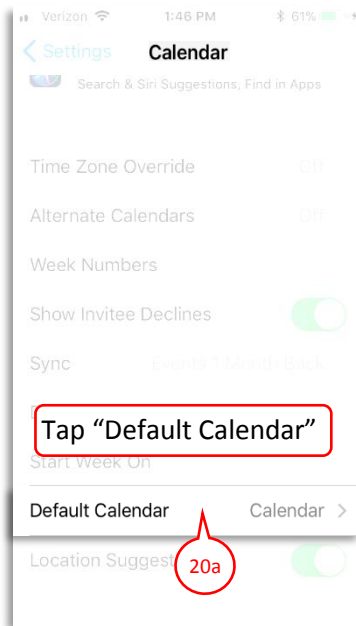 Verizon 1:46 PM 61%
Settings Calendar
Search & Siri Suggestions, Find in Apps
Time Zone Override Off
Alternate Calendars Off
Week Numbers
Show Invitee Declines
Sync Events 1 Month Back
Tap “Default Calendar”
Start Week On
Default Calendar Calendar >
Location Suggest
20a